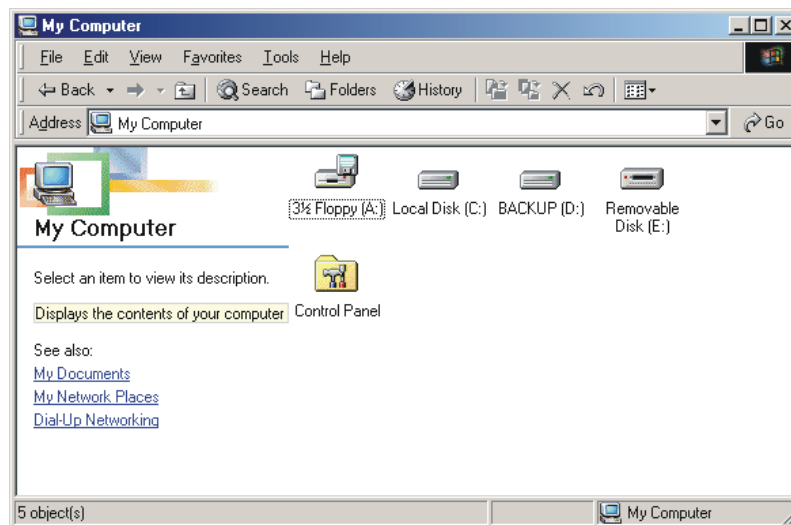 My Computer
File Edit View Favorites Tools Help
Back Search Folders History
Address My Computer Go
3½ Floppy (A:) Local Disk (C:) BACKUP (D:) Removable
Disk (E:)
My Computer
Select an item to view its description.
Displays the contents of your computer
Control Panel
See also:
My Documents
My Network Places
Dial-Up Networking
5 object(s) My Computer